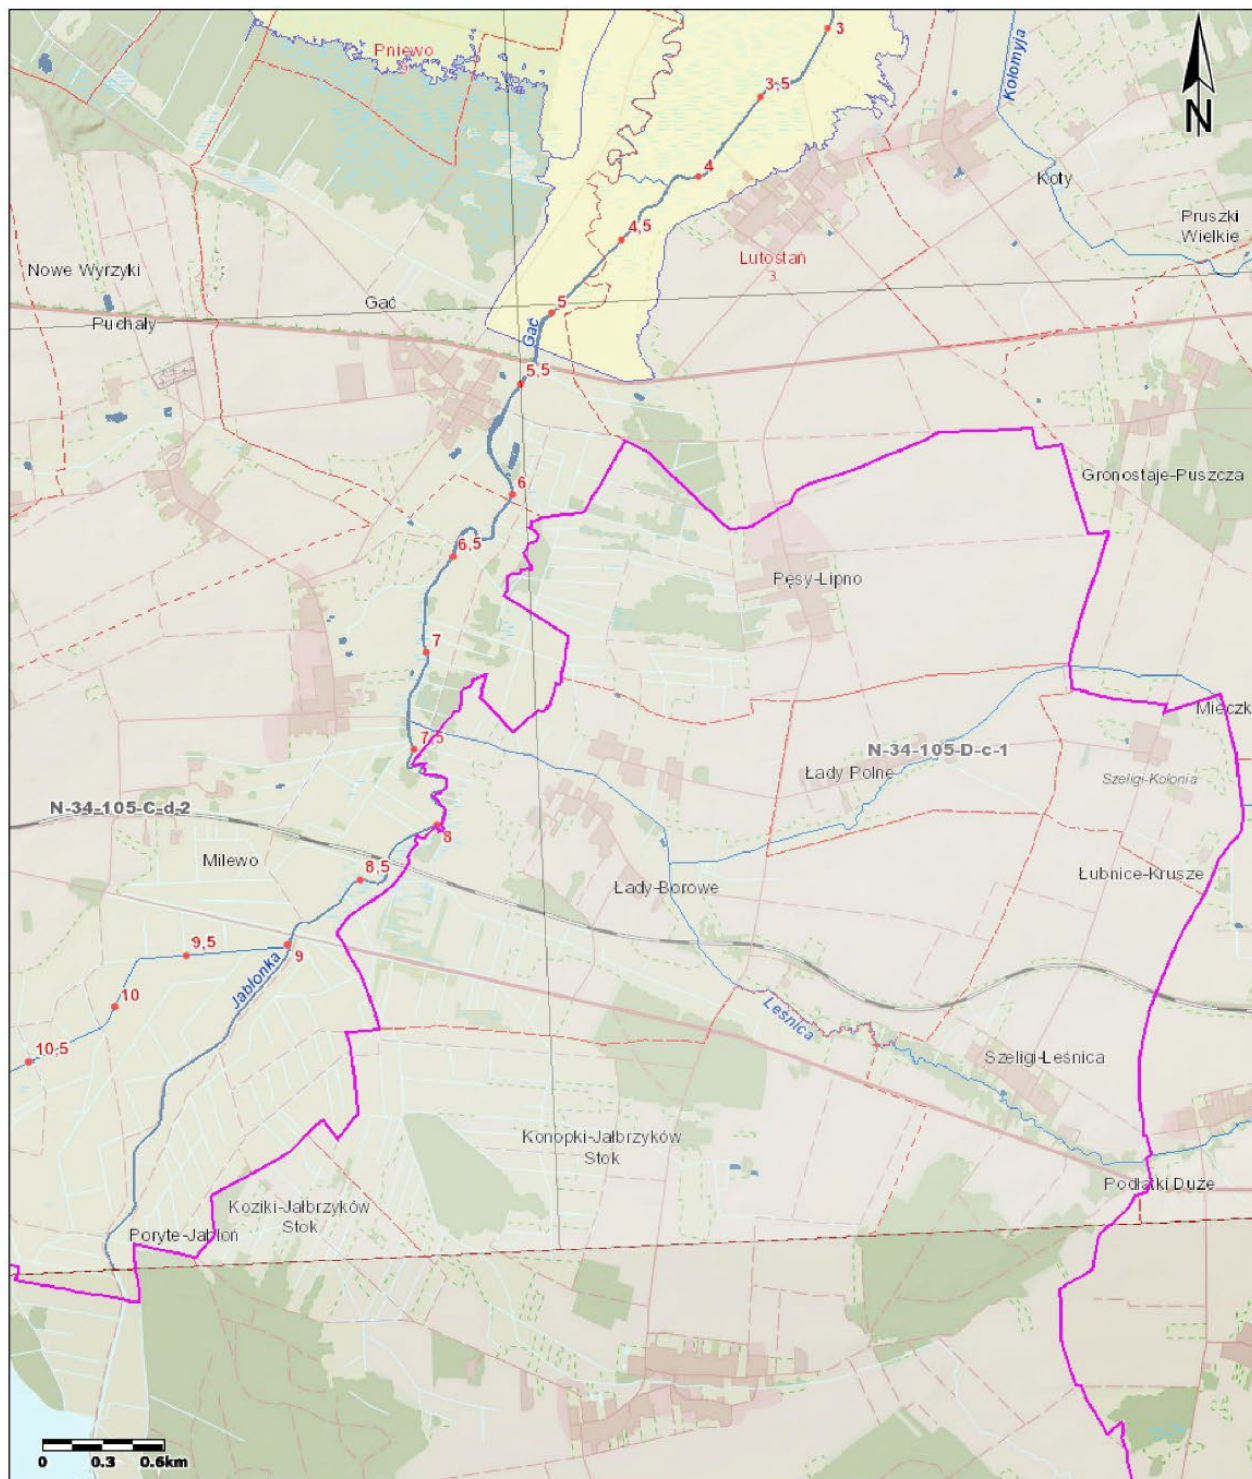 3
Pniewo
3,5
Kołomyja
N
4
Koty
Pruszki
Wielkie
4,5
Lutostań
3
Nowe Wyrzyki
Gać
5
Puchały
Gać
5,5
Gronostaje-Puszcza
6
6,5
Pęsy-Lipno
7
Mieczk
7,5
N-34-105-D-c-1
Łady Polne
Szeligi-Kolonia
N-34-105-C-d-2
8
Milewo
8,5
Łady-Borowe
Łubnice-Krusze
9,5
9
Jabłonka
10
Leśnica
10,5
Szeligi-Leśnica
Konopki-Jałbrzyków
Stok
Podłatki Duże
Koziki-Jałbrzyków
Stok
Poryte-Jabłoń
0 0.3 0.6km